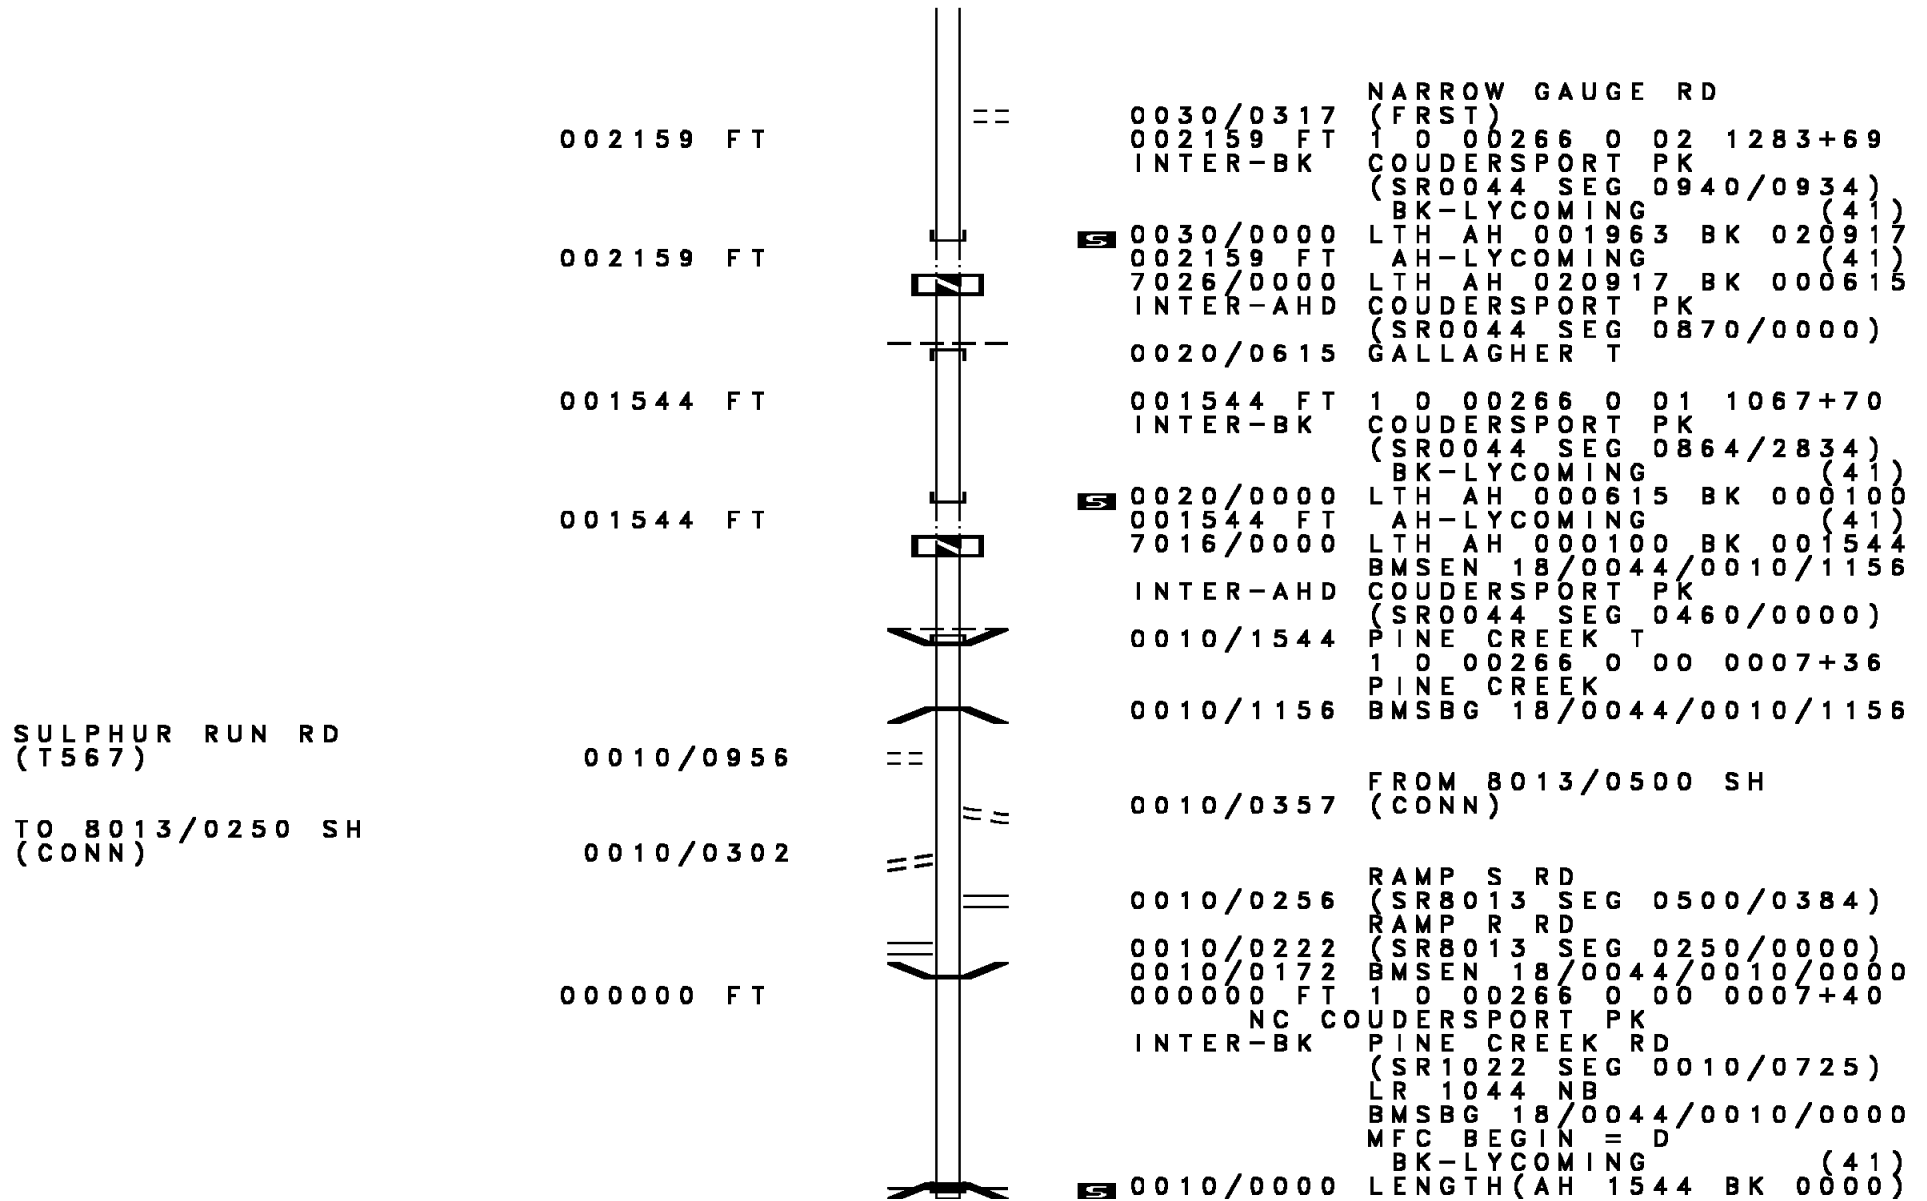 NARROW GAUGE RD
0030/0317 (FRST)
002159 FT 002159 FT 1 0 00266 0 02 1283+69
INTER-BK COUDERSPORT PK
(SR0044 SEG 0940/0934)
BK-LYCOMING (41)
S 0030/0000 LTH AH 001963 BK 020917
002159 FT 002159 FT AH-LYCOMING (41)
7026/0000 LTH AH 020917 BK 000615
INTER-AHD COUDERSPORT PK
(SR0044 SEG 0870/0000)
0020/0615 GALLAGHER T
001544 FT 001544 FT 1 0 00266 0 01 1067+70
INTER-BK COUDERSPORT PK
(SR0044 SEG 0864/2834)
BK-LYCOMING (41)
S 0020/0000 LTH AH 000615 BK 000100
001544 FT 001544 FT AH-LYCOMING (41)
7016/0000 LTH AH 000100 BK 001544
BMSEN 18/0044/0010/1156
INTER-AHD COUDERSPORT PK
(SR0044 SEG 0460/0000)
0010/1544 PINE CREEK T
1 0 00266 0 00 0007+36
PINE CREEK
0010/1156 BMSBG 18/0044/0010/1156
SULPHUR RUN RD
(T567) 0010/0956
FROM 8013/0500 SH
0010/0357 (CONN)
TO 8013/0250 SH
(CONN) 0010/0302
RAMP S RD
0010/0256 (SR8013 SEG 0500/0384)
RAMP R RD
0010/0222 (SR8013 SEG 0250/0000)
0010/0172 BMSEN 18/0044/0010/0000
000000 FT 000000 FT 1 0 00266 0 00 0007+40
NC COUDERSPORT PK
INTER-BK PINE CREEK RD
(SR1022 SEG 0010/0725)
LR 1044 NB
BMSBG 18/0044/0010/0000
MFC BEGIN = D
BK-LYCOMING (41)
S 0010/0000 LENGTH(AH 1544 BK 0000)